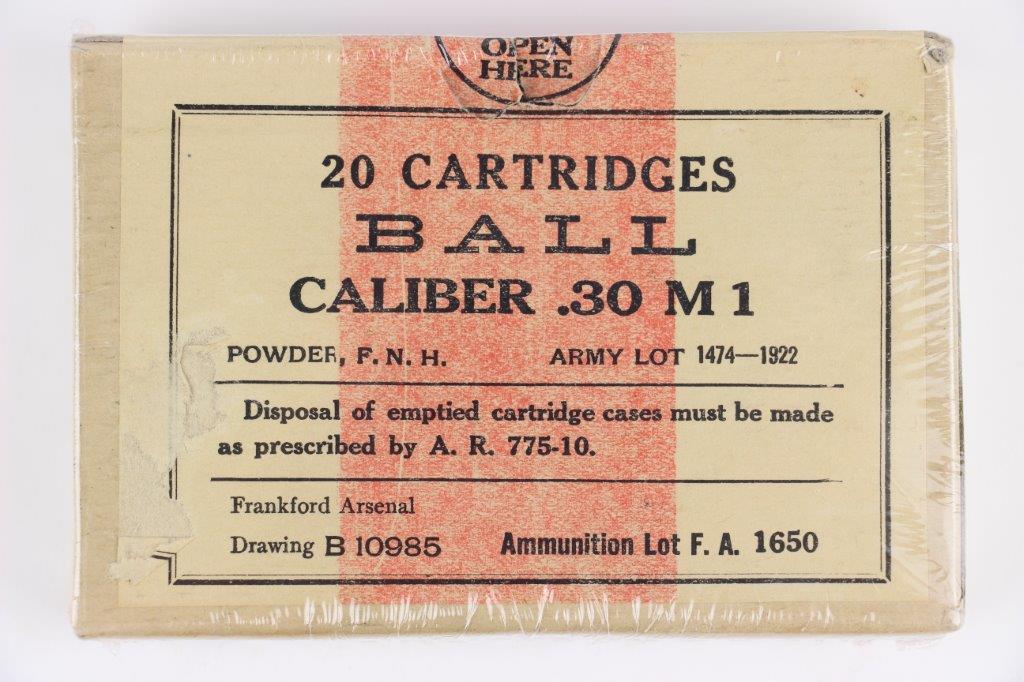 OPEN
HERE
20 CARTRIDGES
BALL
CALIBER .30 M 1
POWDER, F. N. H. ARMY LOT 1474—1922
Disposal of emptied cartridge cases must be made
as prescribed by A. R. 775-10.
Frankford Arsenal
Drawing B 10985 Ammunition Lot F. A. 1650